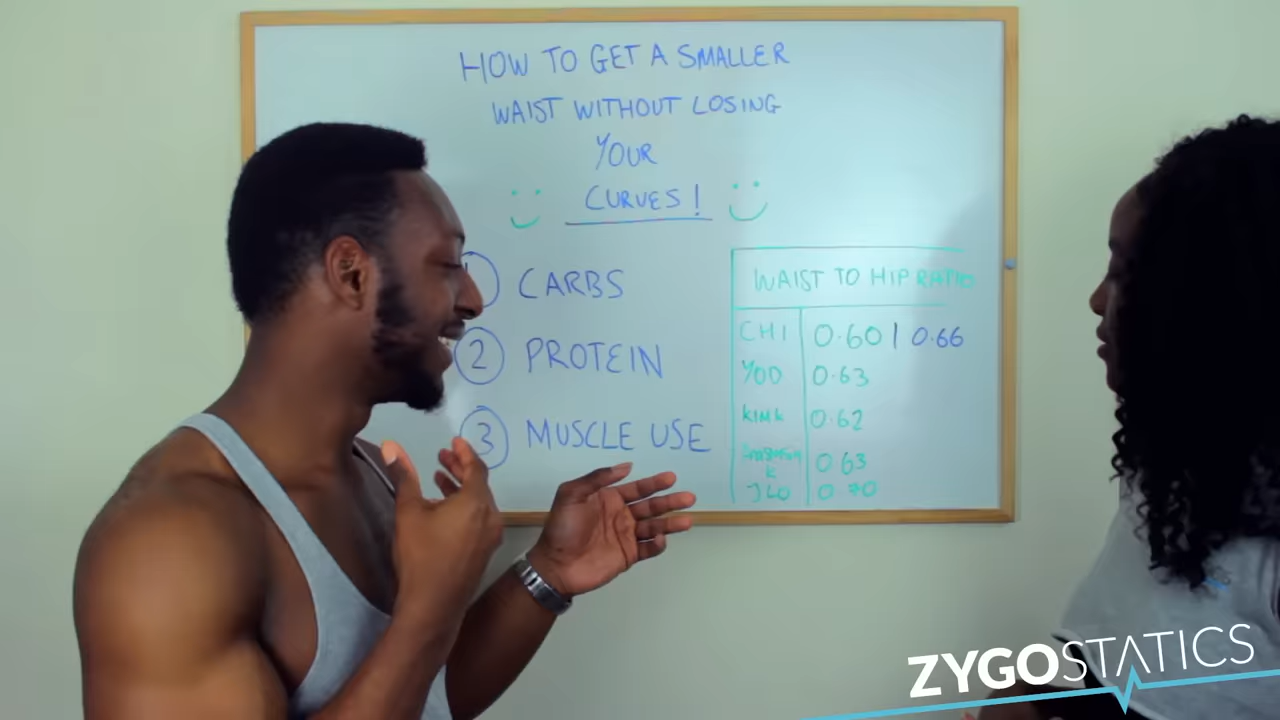 HOW TO GET A SMALLER
WAIST WITHOUT LOSING
YOUR
CURVES!
1 CARBS
2 PROTEIN
3 MUSCLE USE
WAIST TO HIP RATIO
CHI 0.60 | 0.66
YOO 0.63
KIM K 0.62
K 0.63
JLO 0.70
ZYGOSTATICS